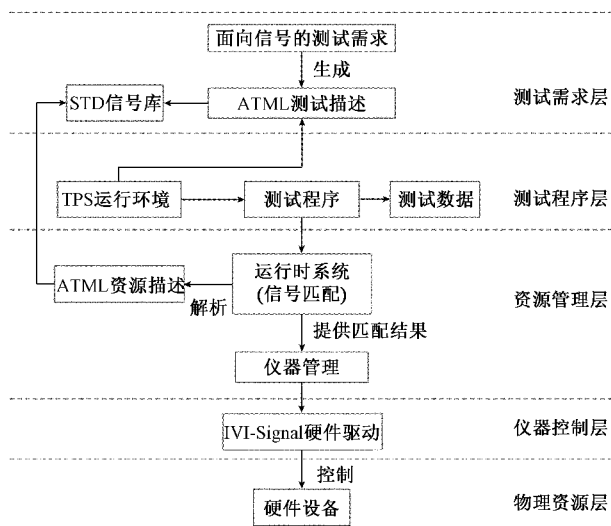 面向信号的测试需求
生成
STD信号库
ATML测试描述
测试需求层
TPS运行环境
测试程序
测试数据
测试程序层
运行时系统
(信号匹配)
ATML资源描述
解析
资源管理层
提供匹配结果
仪器管理
IVI-Signal硬件驱动
仪器控制层
控制
硬件设备
物理资源层